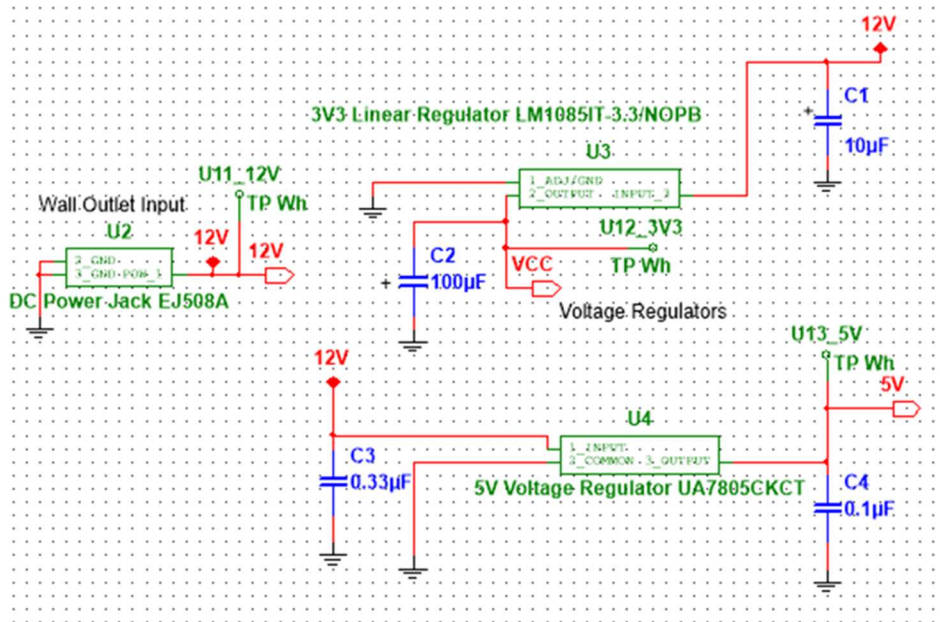 12V
C1
10µF
3V3 Linear Regulator LM1085IT-3.3/NOPB
U3
1_ADJ/GND
2_OUTPUT INPUT_3
U11_12V
TP Wh
Wall Outlet Input
U2
2_GND
3_GND POW_1
12V
12V
DC Power Jack EJ508A
C2
100µF
U12_3V3
TP Wh
VCC
Voltage Regulators
U13_5V
TP Wh
5V
12V
C3
0.33µF
U4
1_INPUT
2_COMMON 3_OUTPUT
5V Voltage Regulator UA7805CKCT
C4
0.1µF